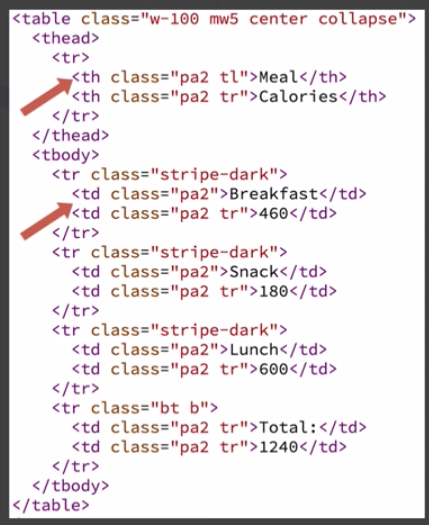 <table class="w-100 mw5 center collapse">
  <thead>
    <tr>
      <th class="pa2 tl">Meal</th>
      <th class="pa2 tr">Calories</th>
    </tr>
  </thead>
  <tbody>
    <tr class="stripe-dark">
      <td class="pa2">Breakfast</td>
      <td class="pa2 tr">460</td>
    </tr>
    <tr class="stripe-dark">
      <td class="pa2">Snack</td>
      <td class="pa2 tr">180</td>
    </tr>
    <tr class="stripe-dark">
      <td class="pa2">Lunch</td>
      <td class="pa2 tr">600</td>
    </tr>
    <tr class="bt b">
      <td class="pa2 tr">Total:</td>
      <td class="pa2 tr">1240</td>
    </tr>
  </tbody>
</table>